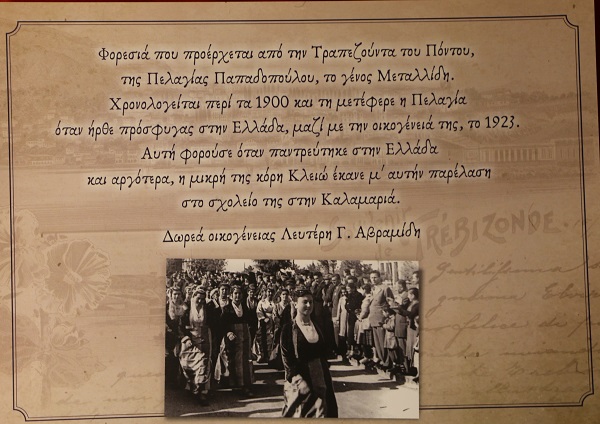 Φορεσιά που προέρχεται από την Τραπεζούντα του Πόντου,
της Πελαγίας Παπαδοπούλου, το γένος Μεταλλίδη.
Χρονολογείται περί τα 1900 και τη μετέφερε η Πελαγία
όταν ήρθε πρόσφυγας στην Ελλάδα, μαζί με την οικογένειά της, το 1923.
Αυτή φορούσε όταν παντρεύτηκε στην Ελλάδα
και αργότερα, η μικρή της κόρη Κλειώ έκανε μ' αυτήν παρέλαση
στο σχολείο της στην Καλαμαριά.
TRÉBIZONDE
Δωρεά οικογένειας Λευτέρη Γ. Αβραμίδη